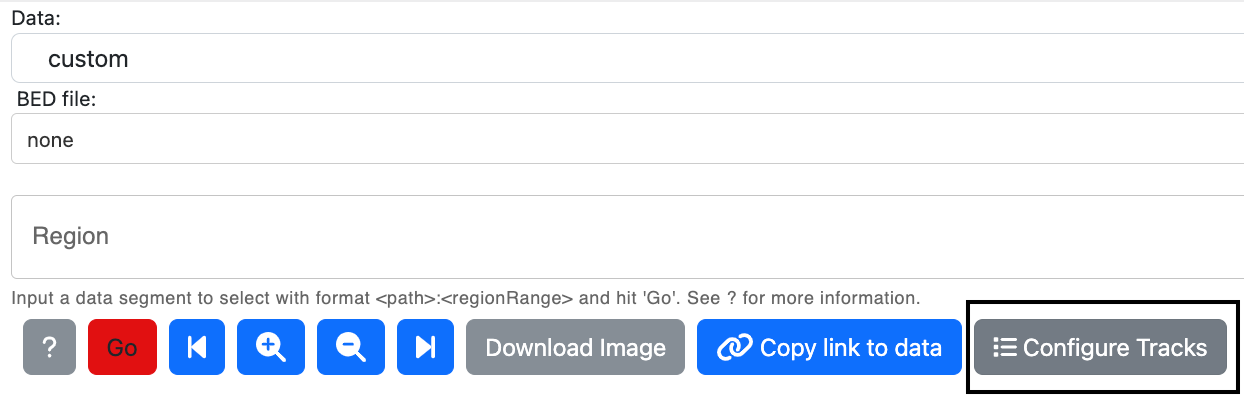 Data:
custom
BED file:
none
Region
Input a data segment to select with format <path>:<regionRange> and hit 'Go'. See ? for more information.
? Go Download Image Copy link to data Configure Tracks